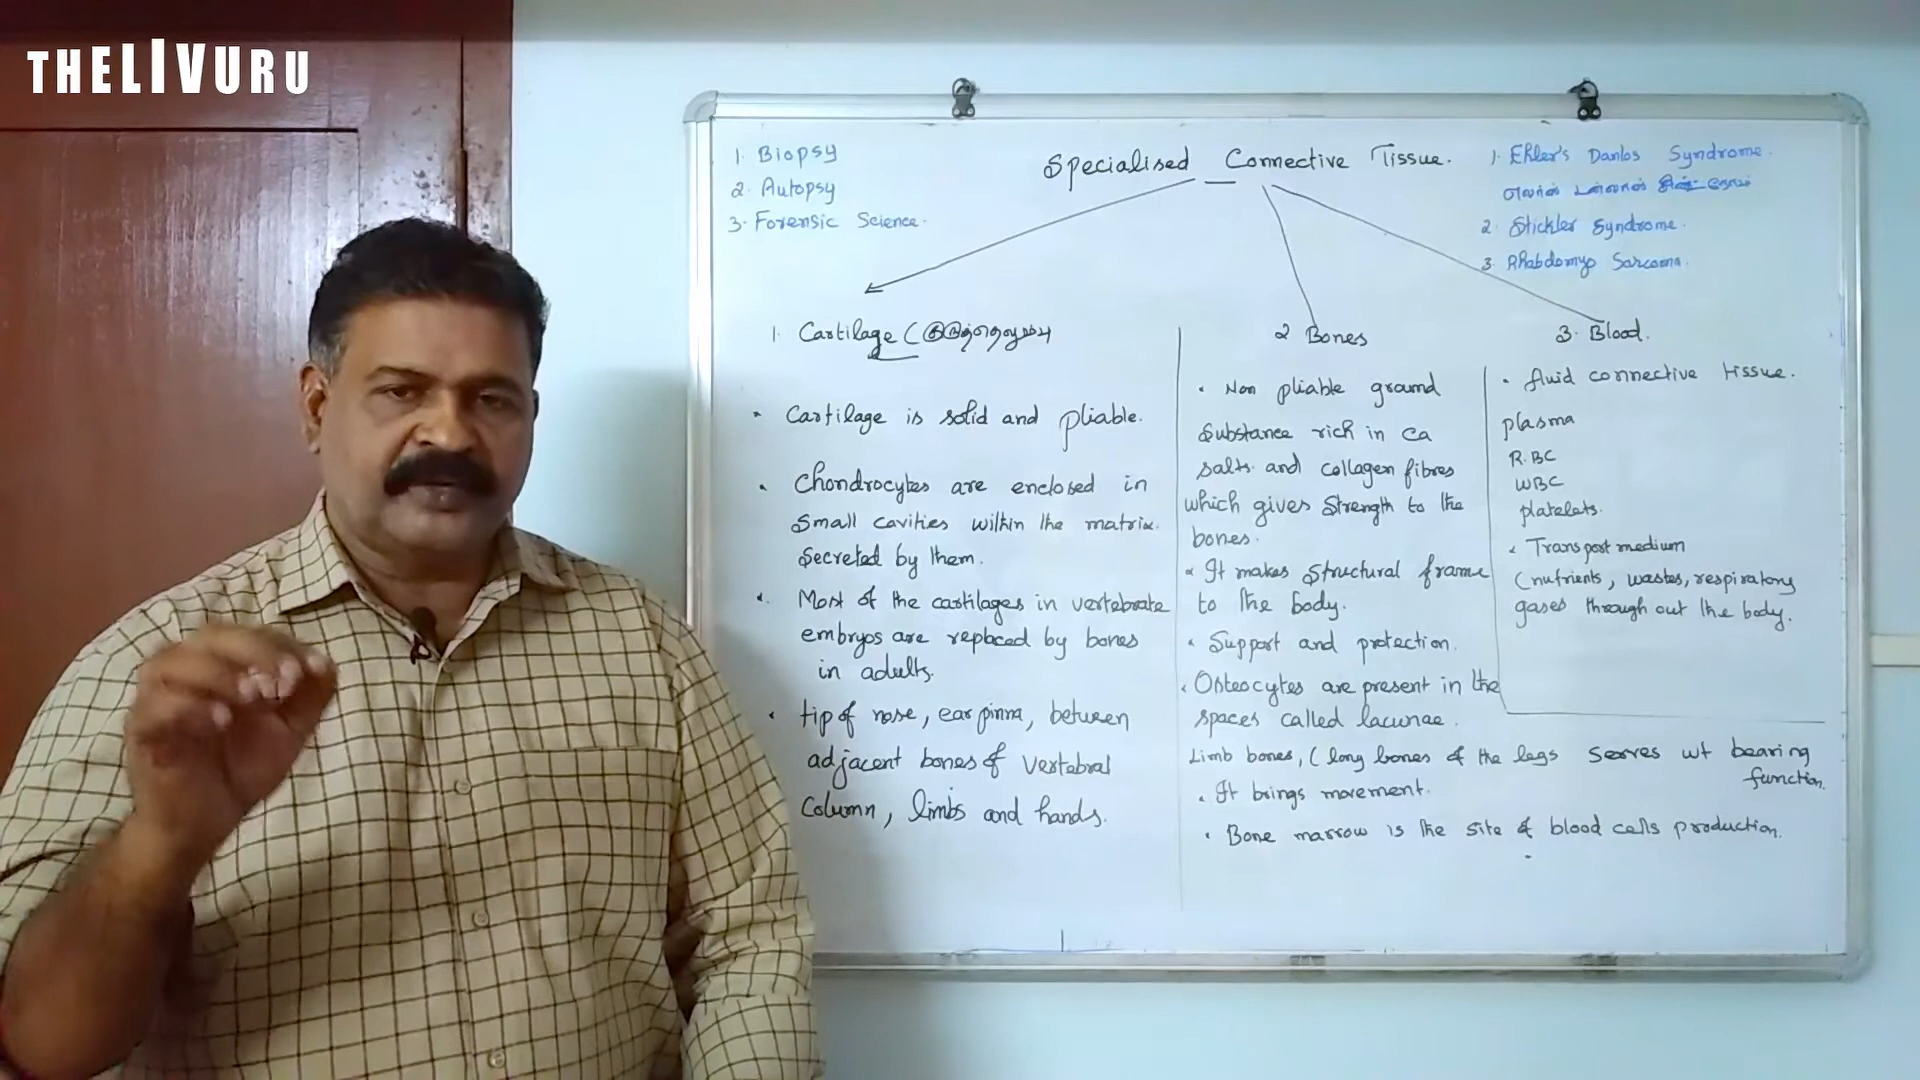 THELIVURU
1. Biopsy
2. Autopsy
3. Forensic Science.
Specialised Connective Tissue.
1. Ehler's Danlos Syndrome.
2. Stickler Syndrome.
3. Rhabdomyo Sarcoma.
1. Cartilage (
• Cartilage is solid and pliable.
• Chondrocytes are enclosed in
small cavities within the matrix.
secreted by them.
• Most of the cartilages in vertebrate
embryos are replaced by bones
in adults.
• tip of nose, ear pinna, between
adjacent bones of vertebral
column, limbs and hands.
2 Bones
• Non pliable ground
substance rich in ca
salts. and collagen fibres
which gives strength to the
bones.
• It makes structural frame
to the body.
• Support and protection.
• Osteocytes are present in the
spaces called lacunae.
Limb bones, (long bones of the legs serves wt bearing
function.
• It brings movement.
• Bone marrow is the site of blood cells production.
3. Blood.
• fluid connective tissue.
plasma
R.BC
WBC
platelets.
• Transport medium
(nutrients, wastes, respiratory
gases through out the body.